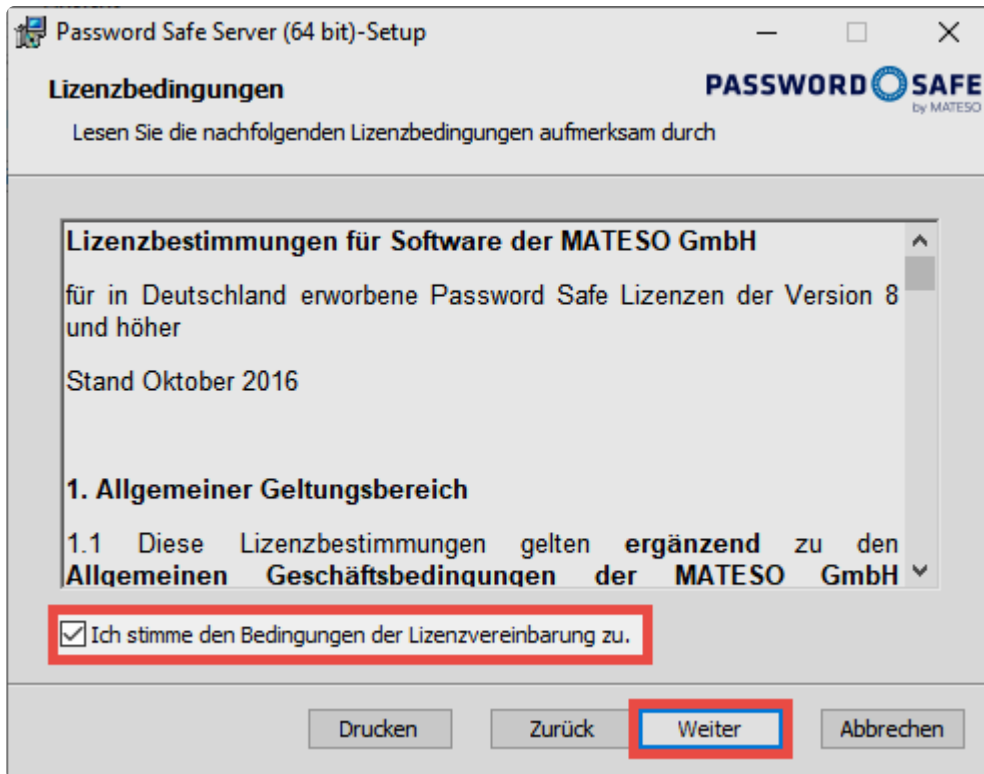 Password Safe Server (64 bit)-Setup
Lizenzbedingungen
PASSWORD SAFE
by MATESO
Lesen Sie die nachfolgenden Lizenzbedingungen aufmerksam durch
Lizenzbestimmungen für Software der MATESO GmbH
für in Deutschland erworbene Password Safe Lizenzen der Version 8
und höher
Stand Oktober 2016
1. Allgemeiner Geltungsbereich
1.1 Diese Lizenzbestimmungen gelten ergänzend zu den
Allgemeinen Geschäftsbedingungen der MATESO GmbH
Ich stimme den Bedingungen der Lizenzvereinbarung zu.
Drucken Zurück Weiter Abbrechen